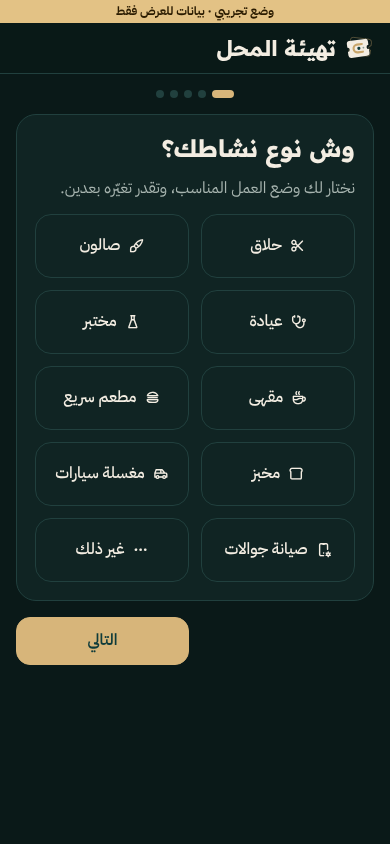 وضع تجريبي · بيانات للعرض فقط
تهيئة المحل
وش نوع نشاطك؟
نختار لك وضع العمل المناسب، وتقدر تغيّره بعدين.
حلاق
صالون
عيادة
مختبر
مقهى
مطعم سريع
مخبز
مغسلة سيارات
صيانة جوالات
غير ذلك
التالي